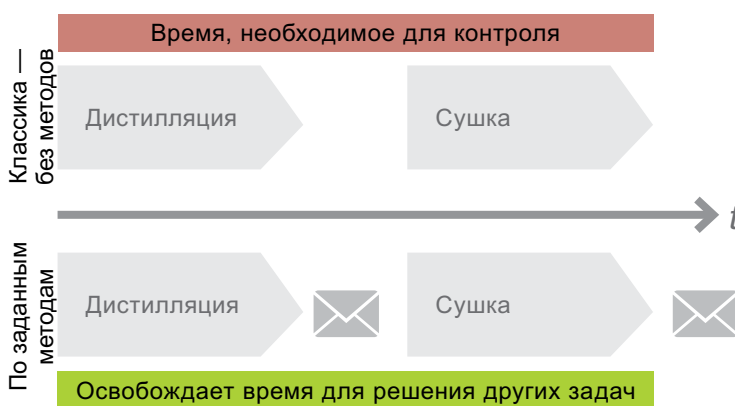 Время, необходимое для контроля
Классика —
без методов
Дистилляция
Сушка
t
По заданным
методам
Дистилляция
Сушка
Освобождает время для решения других задач